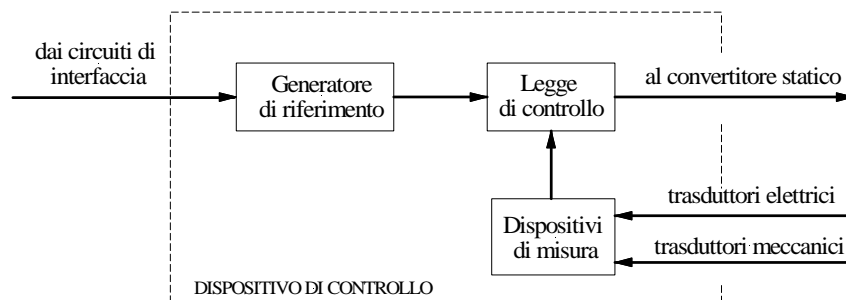 dai circuiti di
interfaccia
Generatore
di riferimento
Legge
di controllo
al convertitore statico
Dispositivi
di misura
trasduttori elettrici
trasduttori meccanici
DISPOSITIVO DI CONTROLLO